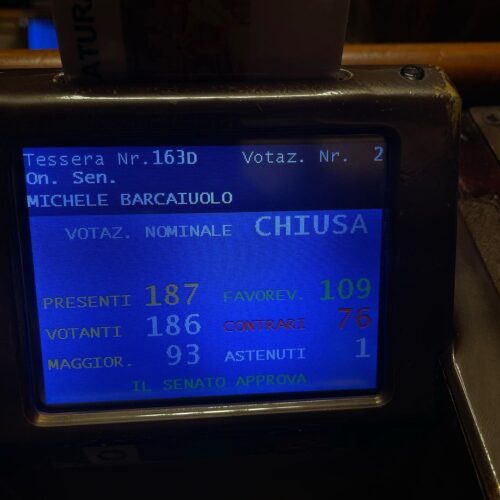 ATURA
Tessera Nr.163D Votaz. Nr. 2
On. Sen.
MICHELE BARCAIUOLO
VOTAZ. NOMINALE CHIUSA
PRESENTI 187 FAVOREV. 109
VOTANTI 186 CONTRARI 76
MAGGIOR. 93 ASTENUTI 1
IL SENATO APPROVA